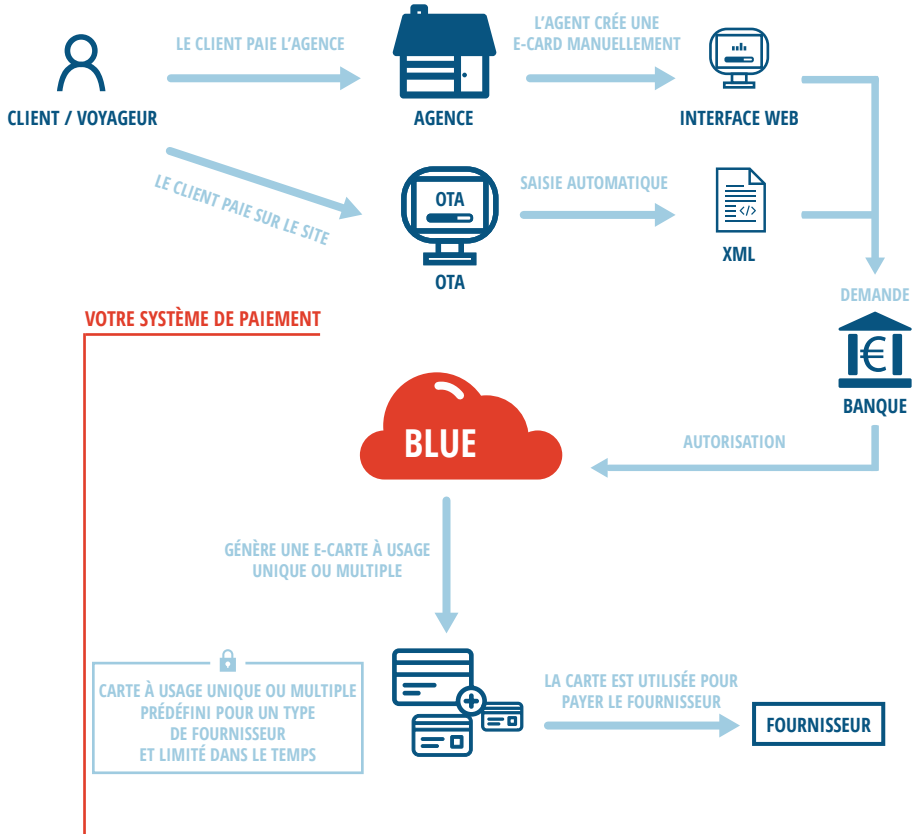 LE CLIENT PAIE L'AGENCE
L'AGENT CRÉE UNE
E-CARD MANUELLEMENT
CLIENT / VOYAGEUR
AGENCE
INTERFACE WEB
LE CLIENT PAIE SUR LE SITE
OTA
OTA
SAISIE AUTOMATIQUE
</>
XML
DEMANDE
€
BANQUE
VOTRE SYSTÈME DE PAIEMENT
BLUE
AUTORISATION
GÉNÈRE UNE E-CARTE À USAGE
UNIQUE OU MULTIPLE
CARTE À USAGE UNIQUE OU MULTIPLE
PRÉDÉFINI POUR UN TYPE
DE FOURNISSEUR
ET LIMITÉ DANS LE TEMPS
LA CARTE EST UTILISÉE POUR
PAYER LE FOURNISSEUR
FOURNISSEUR